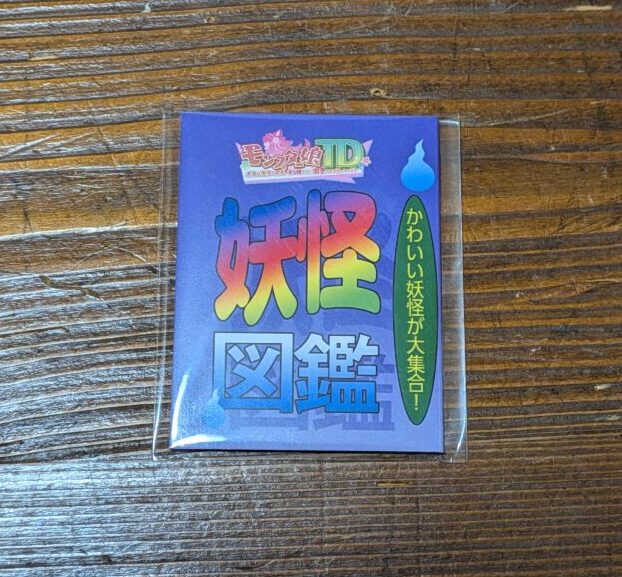 モンスター娘TD
妖怪
図鑑
かわいい妖怪が大集合！